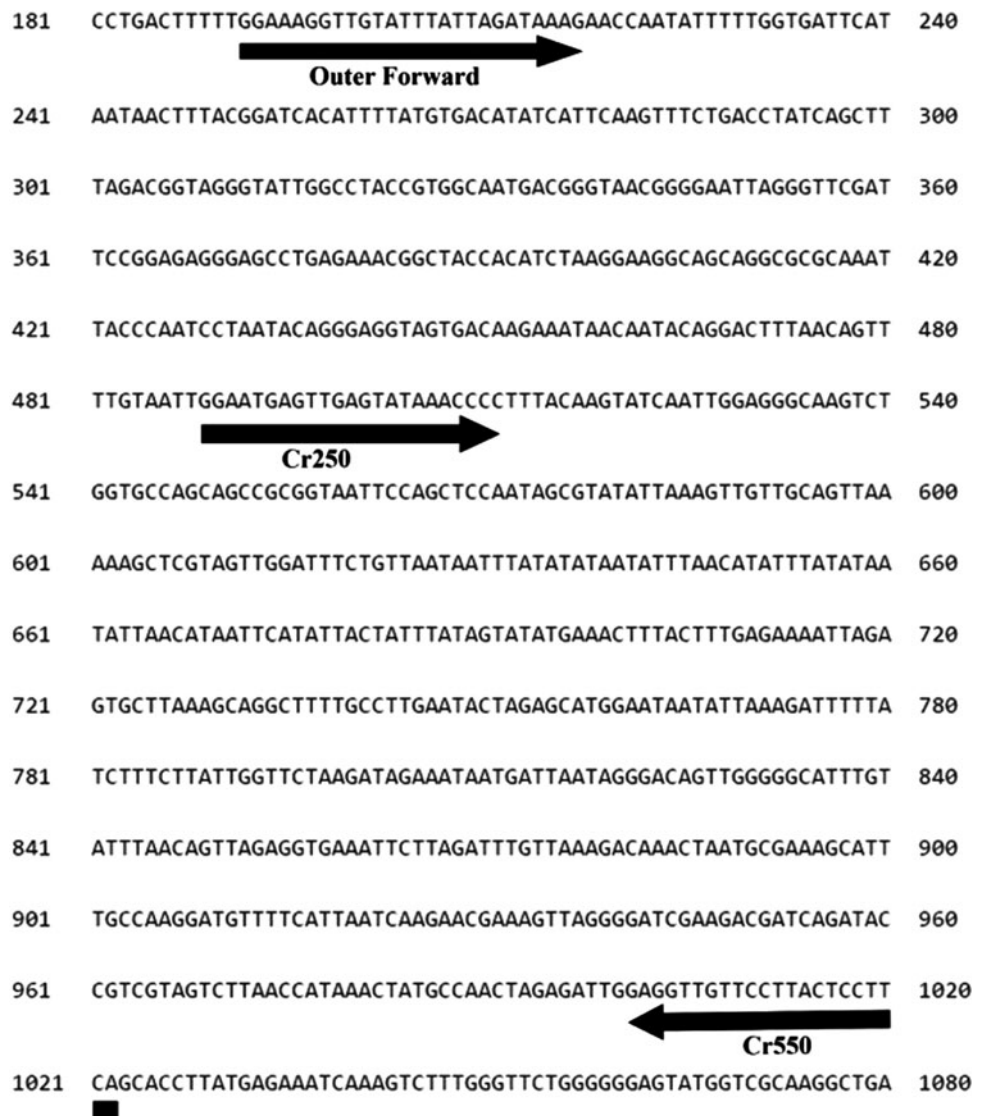 181 CCTGACTTTTTGGAAAGGTTGTATTTATTAGATAAAGAACCAATATTTTTGGTGATTCAT 240
Outer Forward
241 AATAACTTTACGGATCACATTTTATGTGACATATCATTCAAGTTTCTGACCTATCAGCTT 300
301 TAGACGGTAGGGTATTGGCCTACCGTGGCAATGACGGGTAACGGGGAATTAGGGTTCGAT 360
361 TCCGGAGAGGGAGCCTGAGAAACGGCTACCACATCTAAGGAAGGCAGCAGGCGCGCAAAT 420
421 TACCCAATCCTAATACAGGGAGGTAGTGACAAGAAATAACAATACAGGACTTTAACAGTT 480
481 TTGTAATTGGAATGAGTTGAGTATAAACCCCTTTACAAGTATCAATTGGAGGGCAAGTCT 540
Cr250
541 GGTGCCAGCAGCCGCGGTAATTCCAGCTCCAATAGCGTATATTAAAGTTGTTGCAGTTAA 600
601 AAAGCTCGTAGTTGGATTTCTGTTAATAATTTATATATAATATTTAACATATTTATATAA 660
661 TATTAACATAATTCATATTACTATTTATAGTATATGAAACTTTACTTTGAGAAAATTAGA 720
721 GTGCTTAAAGCAGGCTTTTGCCTTGAATACTAGAGCATGGAATAATATTAAAGATTTTTA 780
781 TCTTTCTTATTGGTTCTAAGATAGAAATAATGATTAATAGGGACAGTTGGGGGCATTTGT 840
841 ATTTAACAGTTAGAGGTGAAATTCTTAGATTTGTTAAAGACAAACTAATGCGAAAGCATT 900
901 TGCCAAGGATGTTTTCATTAATCAAGAACGAAAGTTAGGGGATCGAAGACGATCAGATAC 960
961 CGTCGTAGTCTTAACCATAAACTATGCCAACTAGAGATTGGAGGTTGTTCCTTACTCCTT 1020
Cr550
1021 CAGCACCTTATGAGAAATCAAAGTCTTTGGGTTCTGGGGGGAGTATGGTCGCAAGGCTGA 1080